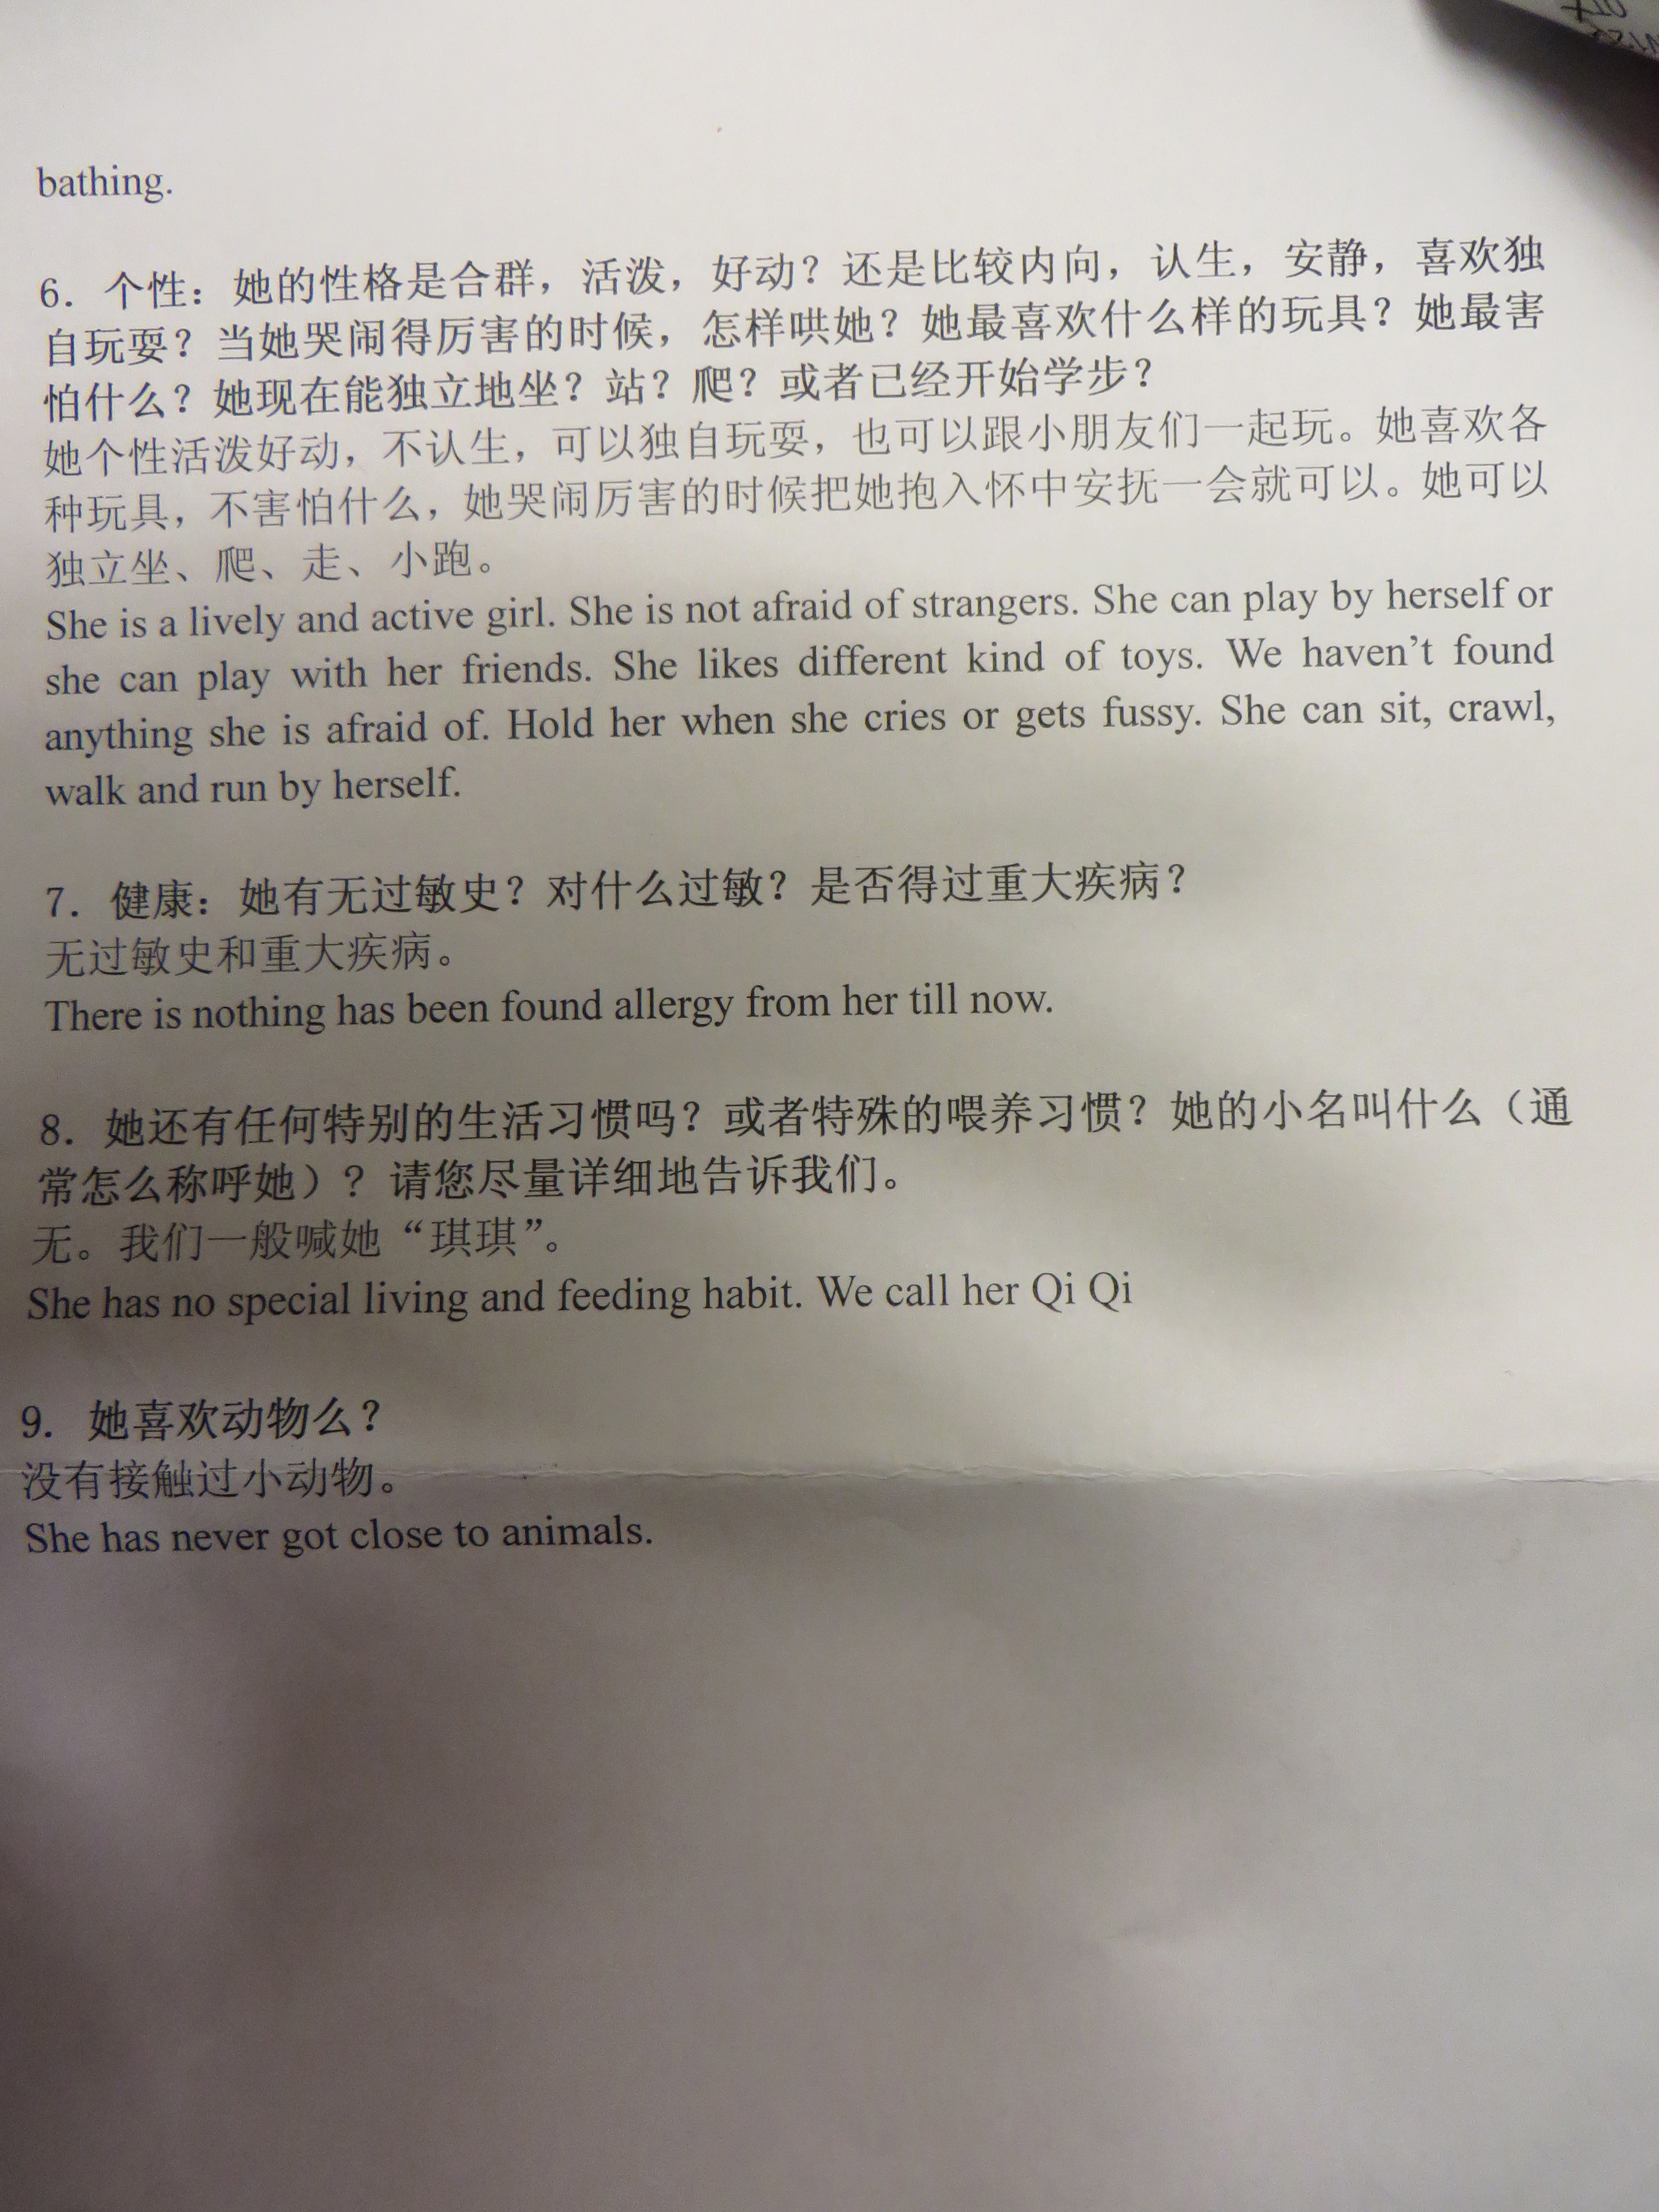 bathing.
6. 个性：她的性格是合群，活泼，好动？还是比较内向，认生，安静，喜欢独
自玩耍？当她哭闹得厉害的时候，怎样哄她？她最喜欢什么样的玩具？她最害
怕什么？她现在能独立地坐？站？爬？或者已经开始学步？
她个性活泼好动，不认生，可以独自玩耍，也可以跟小朋友们一起玩。她喜欢各
种玩具，不害怕什么，她哭闹厉害的时候把她抱入怀中安抚一会就可以。她可以
独立坐、爬、走、小跑。
She is a lively and active girl. She is not afraid of strangers. She can play by herself or
she can play with her friends. She likes different kind of toys. We haven’t found
anything she is afraid of. Hold her when she cries or gets fussy. She can sit, crawl,
walk and run by herself.
7. 健康：她有无过敏史？对什么过敏？是否得过重大疾病？
无过敏史和重大疾病。
There is nothing has been found allergy from her till now.
8. 她还有任何特别的生活习惯吗？或者特殊的喂养习惯？她的小名叫什么（通
常怎么称呼她）？请您尽量详细地告诉我们。
无。我们一般喊她“琪琪”。
She has no special living and feeding habit. We call her Qi Qi
9. 她喜欢动物么？
没有接触过小动物。
She has never got close to animals.